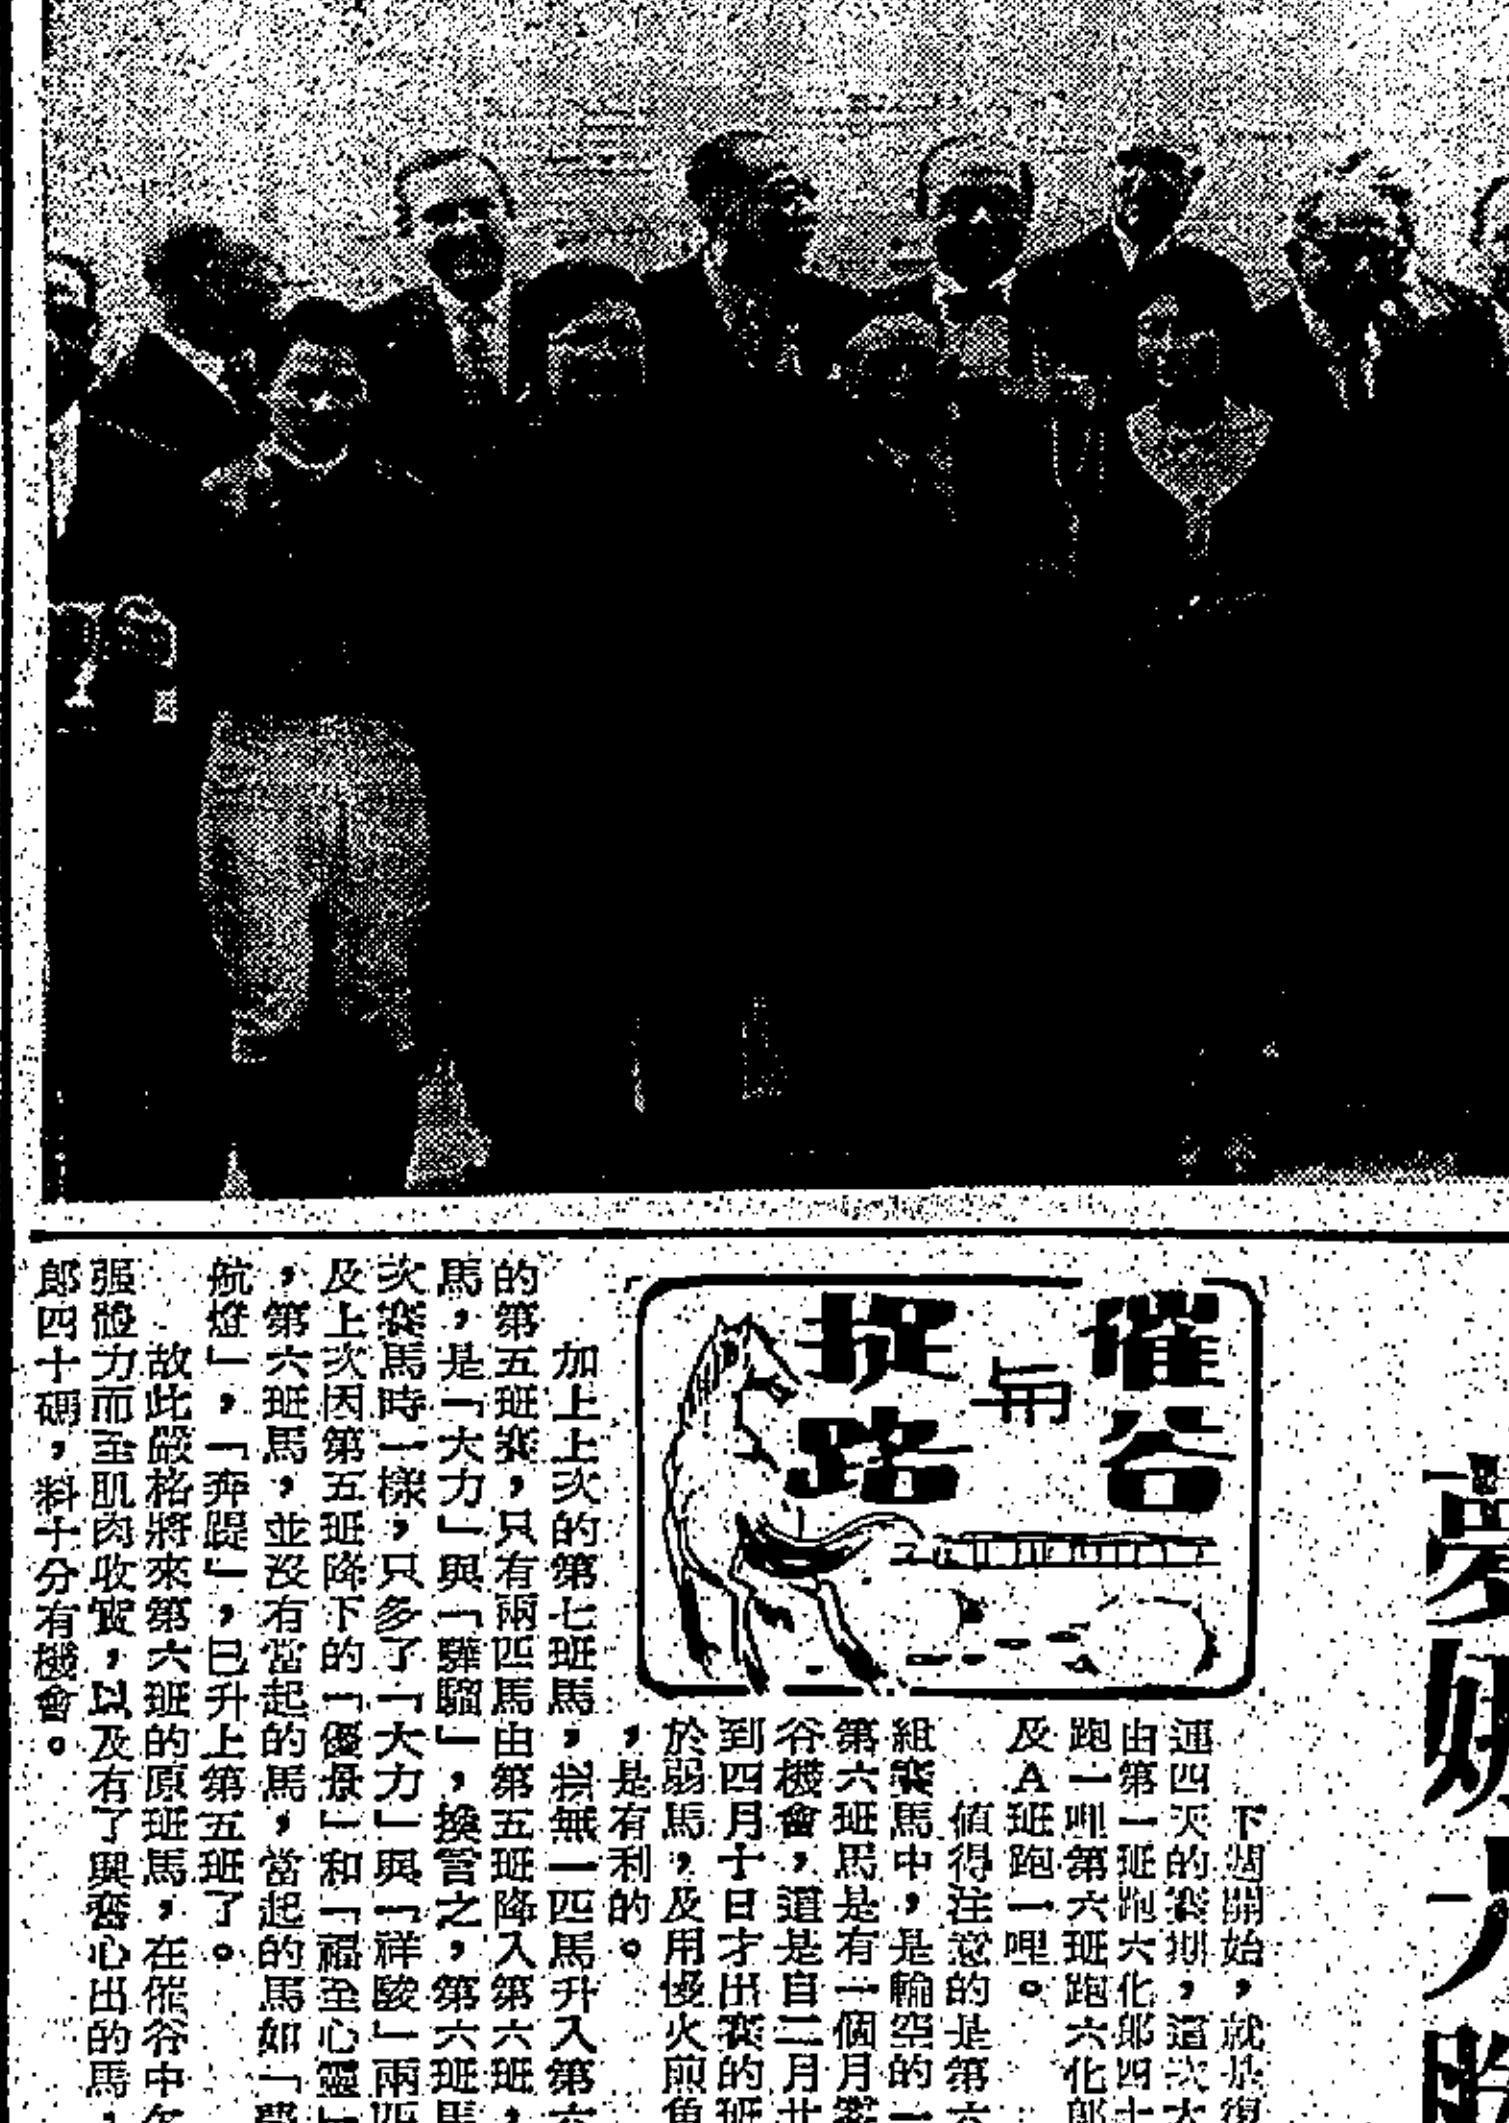 催谷
與
捉路
下週開始，就是復
連四天的賽期，這次大
由第一班跑六化郎四十
跑一哩第六班跑六化郎
及A班跑一哩。
值得注意的是第六
組賽馬中，是輪空的一
第六班馬是有一個月
谷機會，這是自二月廿
到四月十日才出賽的班
於弱馬，及用慢火煎魚
，是有利的。
加上上次的第七班馬，並無一匹馬升入第六
的第五班賽，只有兩匹馬由第五班降入第六班，
馬，是「大力」與「驊騮」，換言之，第六班馬
次賽馬時一樣，只多了「大力」與「祥駿」兩匹
及上次因第五班降下的「優景」和「福至心靈」
，第六班馬，並沒有當起的馬，當起的馬如「
航燈」，「奔踶」，已升上第五班了。
故此嚴格將來第六班的原班馬，在催谷中
强體力而至肌肉收實，以及有了興奮心出的馬，
郎四十碼，料十分有機會。